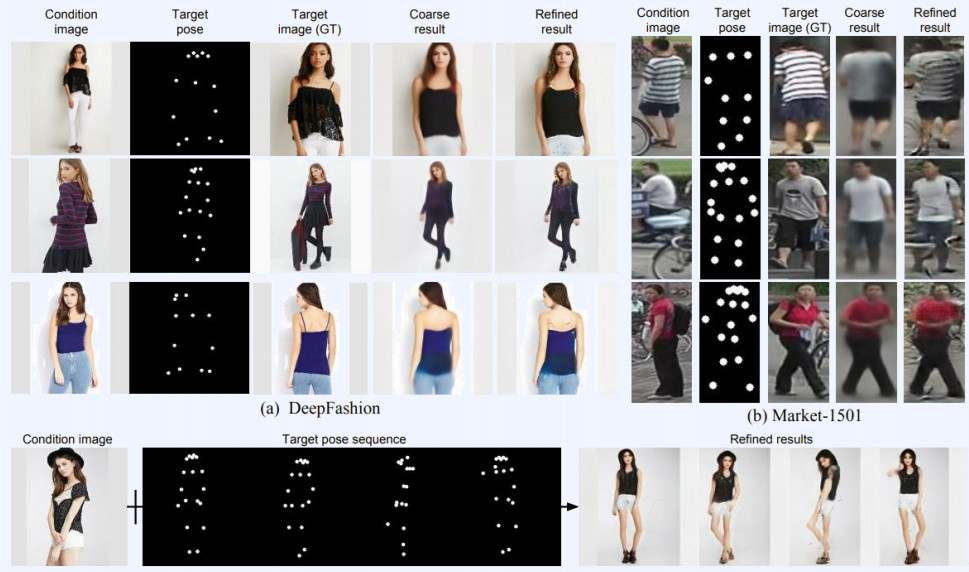 Condition image
Target pose
Target image (GT)
Coarse result
Refined result
Condition image
Target pose
Target image (GT)
Coarse result
Refined result
(a) DeepFashion
(b) Market-1501
Condition image
Target pose sequence
Refined results